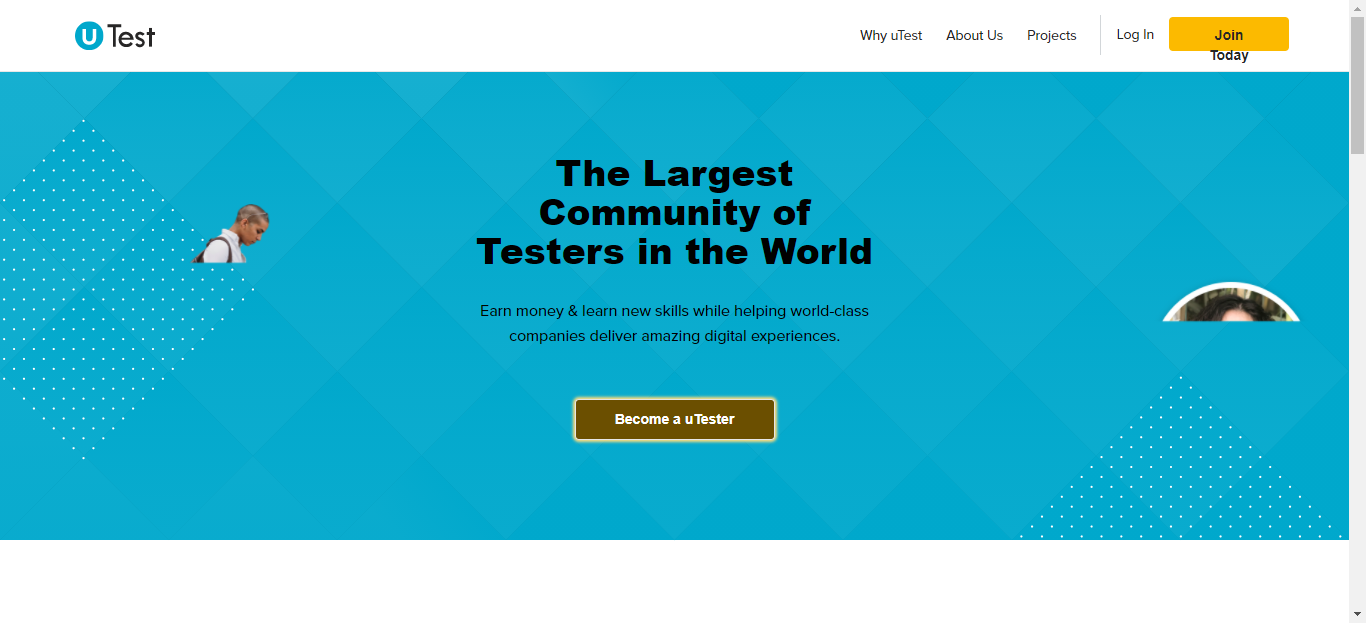 uTest
Why uTest
About Us
Projects
Log In
Join
Today
The Largest
Community of
Testers in the World
Earn money & learn new skills while helping world-class
companies deliver amazing digital experiences.
Become a uTester